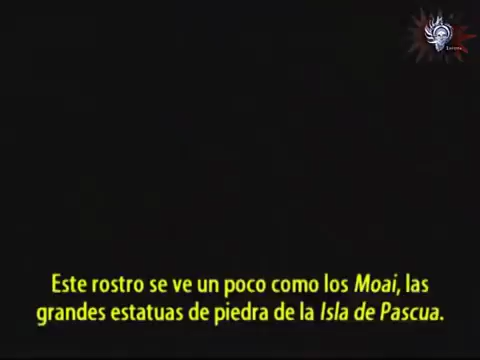 Este rostro se ve un poco como los Moai, las
grandes estatuas de piedra de la Isla de Pascua.